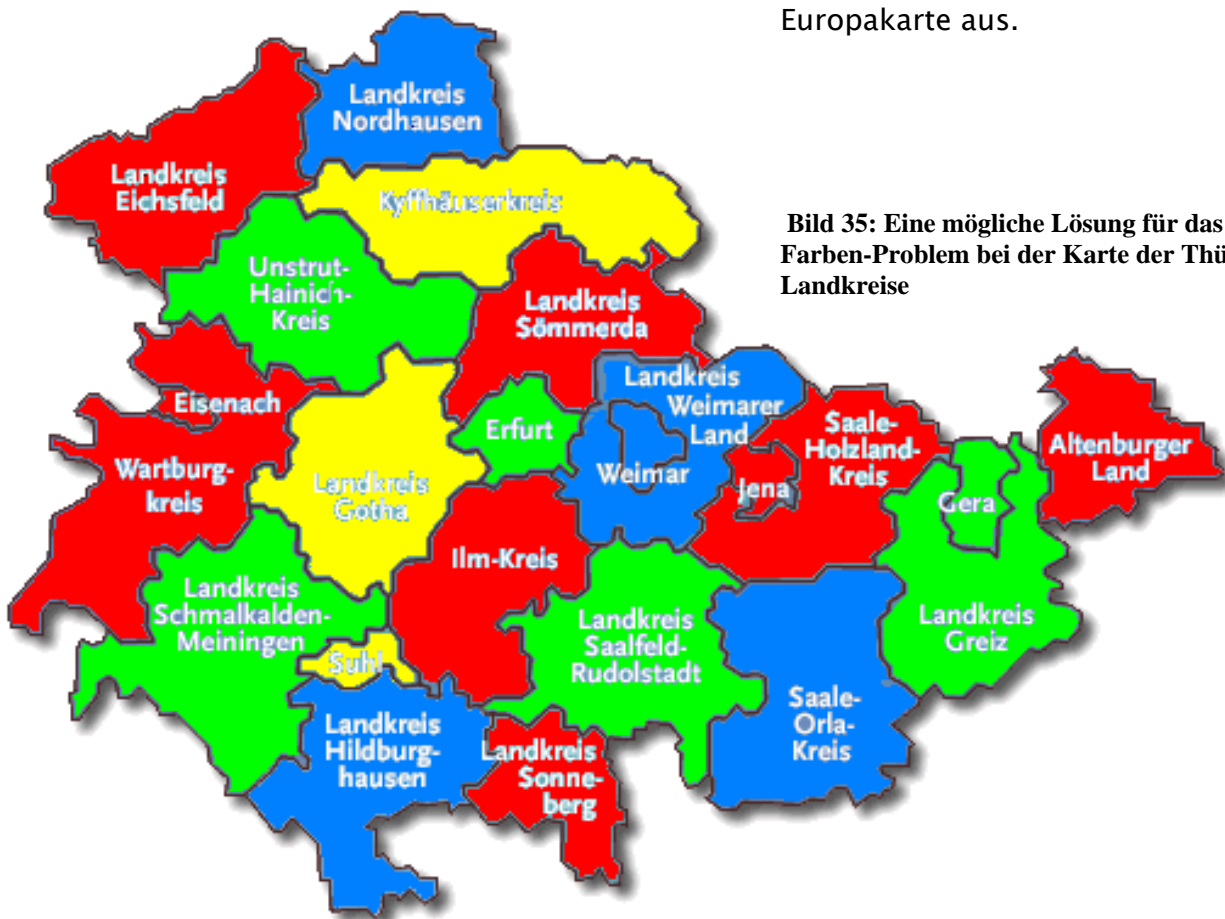 Europakarte aus.
Landkreis
Nordhausen
Landkreis
Eichsfeld
Kyffhäuserkreis
Bild 35: Eine mögliche Lösung für das
Farben-Problem bei der Karte der Thü
Landkreise
Unstrut-
Hainich-
Kreis
Landkreis
Sömmerda
Landkreis
Weimarer
Land
Eisenach
Erfurt
Saale-
Holzland-
Kreis
Altenburger
Land
Wartburg-
kreis
Landkreis
Gotha
Weimar
Jena
Gera
Ilm-Kreis
Landkreis
Schmalkalden-
Meiningen
Landkreis
Saalfeld-
Rudolstadt
Landkreis
Greiz
Suhl
Saale-
Orla-
Kreis
Landkreis
Hildburg-
hausen
Landkreis
Sonne-
berg